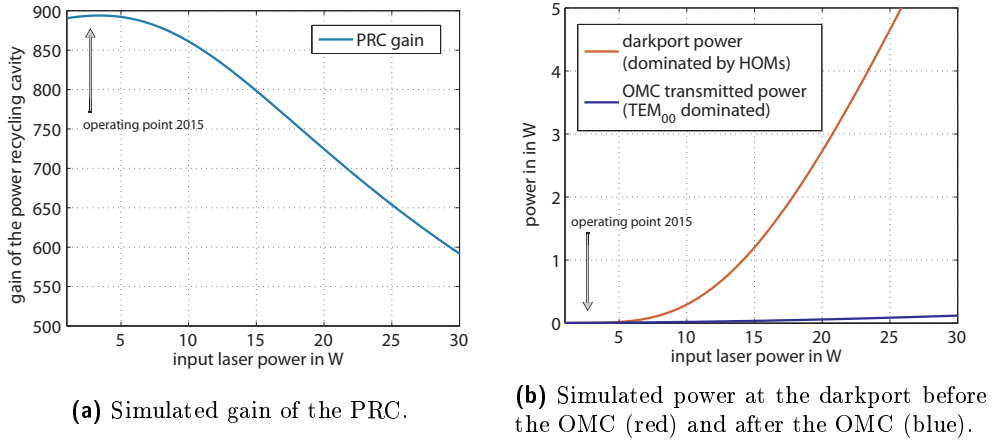 900
850
800
750
700
650
600
550
500
gain of the power recycling cavity
PRC gain
operating point 2015
5
10
15
20
25
30
input laser power in W
(a) Simulated gain of the PRC.
5
4
3
2
1
0
power in in W
darkport power
(dominated by HOMs)
OMC transmitted power
(TEM₀₀ dominated)
operating point 2015
5
10
15
20
25
30
input laser power in W
(b) Simulated power at the darkport before
the OMC (red) and after the OMC (blue).